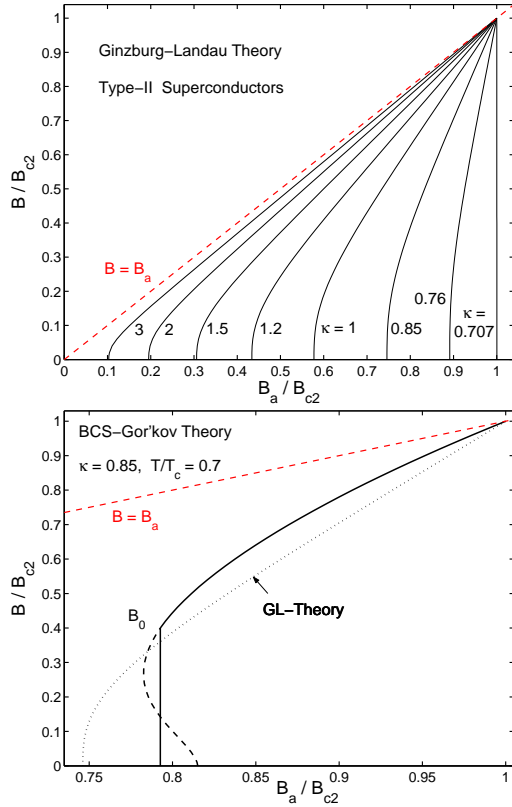 Ginzburg−Landau Theory
Type−II Superconductors
B = B_a
3
2
1.5
1.2
κ = 1
0.85
0.76
κ =
0.707
1
0.9
0.8
0.7
0.6
0.5
0.4
0.3
0.2
0.1
0
B / B_c2
0 0.1 0.2 0.3 0.4 0.5 0.6 0.7 0.8 0.9 1
B_a / B_c2
BCS−Gor'kov Theory
κ = 0.85, T/T_c = 0.7
B = B_a
B_0
GL−Theory
1
0.9
0.8
0.7
0.6
0.5
0.4
0.3
0.2
0.1
0
B / B_c2
0.75 0.8 0.85 0.9 0.95 1
B_a / B_c2